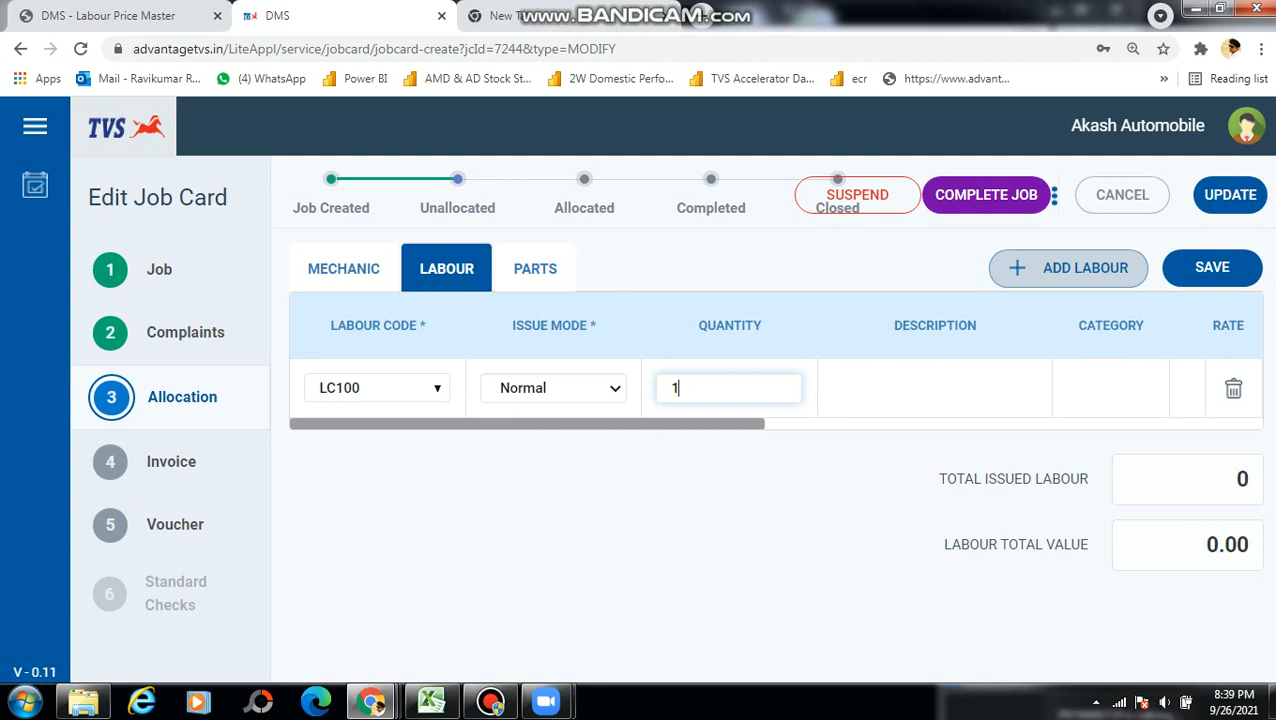 DMS - Labour Price Master
DMS
New T
www.BANDICAM.com
advantagetvs.in/LiteAppl/service/jobcard/jobcard-create?jcId=7244&type=MODIFY
Apps
Mail - Ravikumar R...
(4) WhatsApp
Power BI
AMD & AD Stock St...
2W Domestic Perfo...
TVS Accelerator Da...
ecr
https://www.advant...
»
Reading list
TVS
Akash Automobile
Edit Job Card
Job Created
Unallocated
Allocated
Completed
Closed
SUSPEND
COMPLETE JOB
CANCEL
UPDATE
1 Job
2 Complaints
3 Allocation
4 Invoice
5 Voucher
6 Standard
Checks
MECHANIC
LABOUR
PARTS
+ ADD LABOUR
SAVE
LABOUR CODE * ISSUE MODE * QUANTITY DESCRIPTION CATEGORY RATE
LC100 Normal 1
TOTAL ISSUED LABOUR 0
LABOUR TOTAL VALUE 0.00
V - 0.11
8:39 PM
9/26/2021